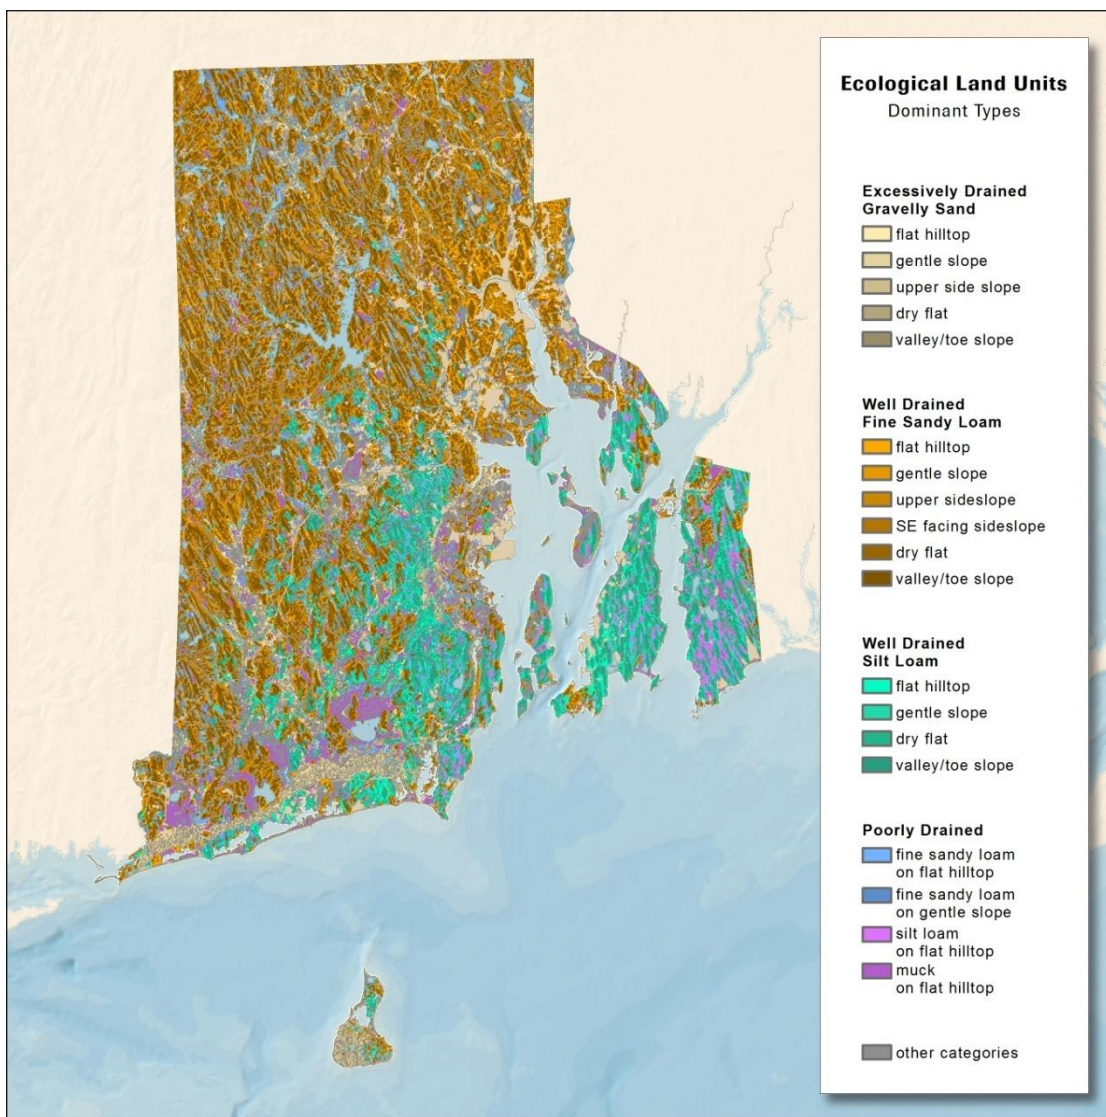 Ecological Land Units
Dominant Types
Excessively Drained
Gravelly Sand
flat hilltop
gentle slope
upper side slope
dry flat
valley/toe slope
Well Drained
Fine Sandy Loam
flat hilltop
gentle slope
upper sideslope
SE facing sideslope
dry flat
valley/toe slope
Well Drained
Silt Loam
flat hilltop
gentle slope
dry flat
valley/toe slope
Poorly Drained
fine sandy loam
on flat hilltop
fine sandy loam
on gentle slope
silt loam
on flat hilltop
muck
on flat hilltop
other categories